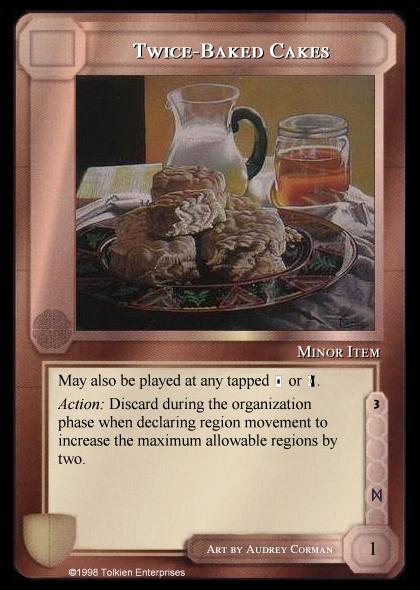 Twice-Baked Cakes
Minor Item
May also be played at any tapped or .
Action: Discard during the organization
phase when declaring region movement to
increase the maximum allowable regions by
two.
3
Art by Audrey Corman
1
©1998 Tolkien Enterprises